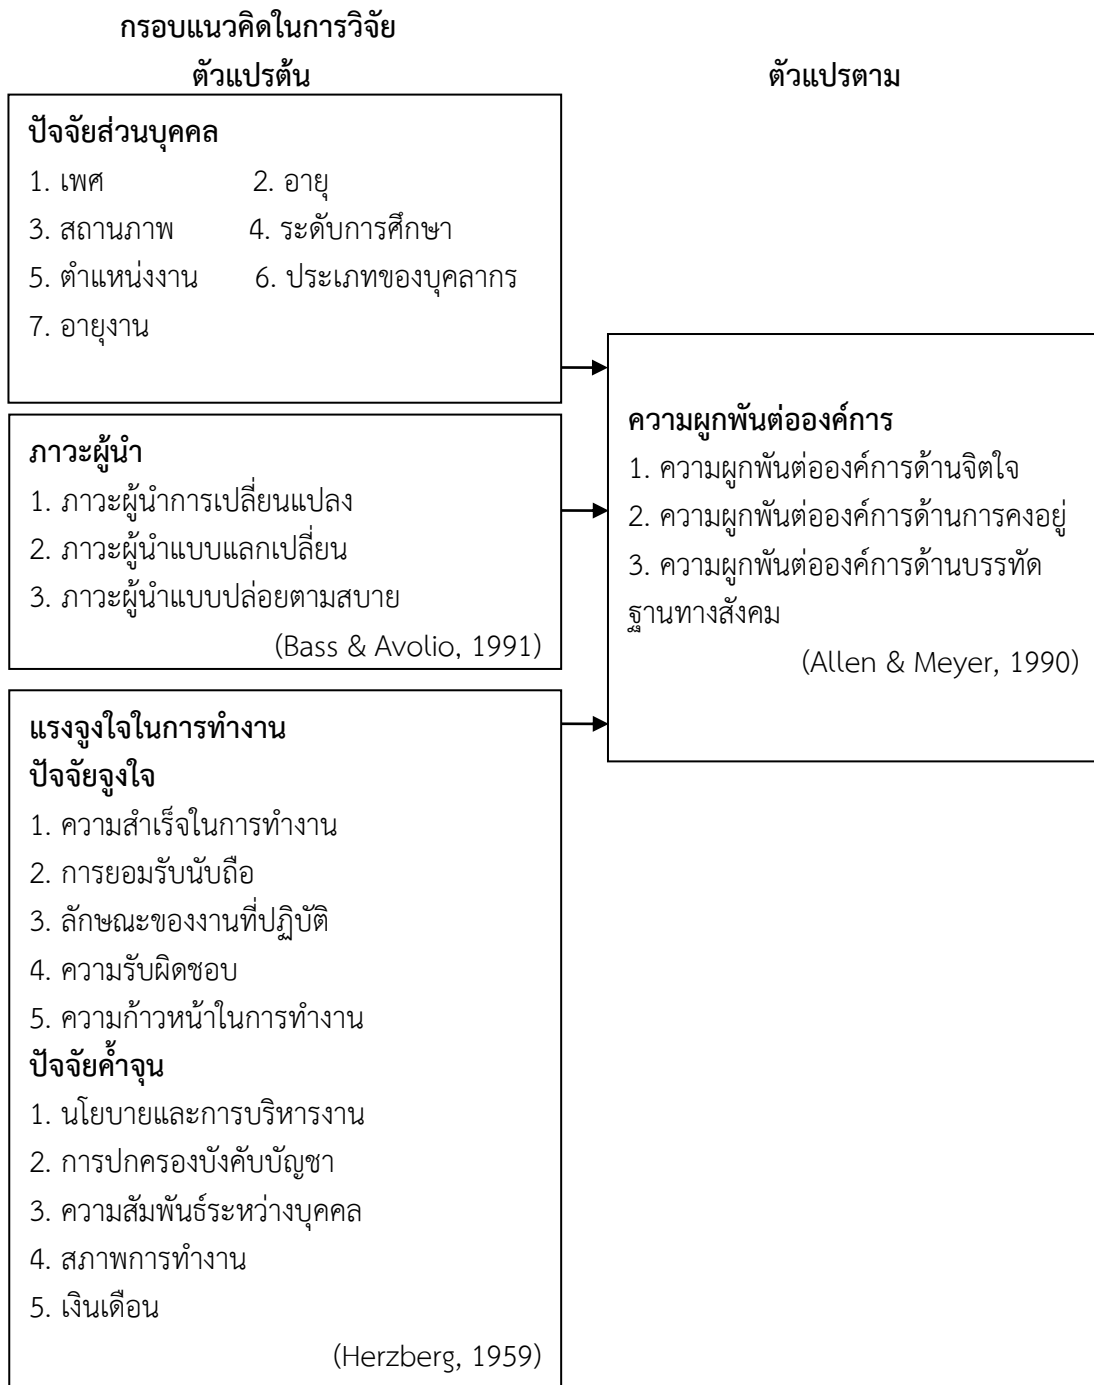 กรอบแนวคิดในการวิจัย
ตัวแปรต้น
ตัวแปรตาม
ปัจจัยส่วนบุคคล
1. เพศ 2. อายุ
3. สถานภาพ 4. ระดับการศึกษา
5. ตำแหน่งงาน 6. ประเภทของบุคลากร
7. อายุงาน
ภาวะผู้นำ
1. ภาวะผู้นำการเปลี่ยนแปลง
2. ภาวะผู้นำแบบแลกเปลี่ยน
3. ภาวะผู้นำแบบปล่อยตามสบาย
(Bass & Avolio, 1991)
แรงจูงใจในการทำงาน
ปัจจัยจูงใจ
1. ความสำเร็จในการทำงาน
2. การยอมรับนับถือ
3. ลักษณะของงานที่ปฏิบัติ
4. ความรับผิดชอบ
5. ความก้าวหน้าในการทำงาน
ปัจจัยค้ำจุน
1. นโยบายและการบริหารงาน
2. การปกครองบังคับบัญชา
3. ความสัมพันธ์ระหว่างบุคคล
4. สภาพการทำงาน
5. เงินเดือน
(Herzberg, 1959)
ความผูกพันต่อองค์การ
1. ความผูกพันต่อองค์การด้านจิตใจ
2. ความผูกพันต่อองค์การด้านการคงอยู่
3. ความผูกพันต่อองค์การด้านบรรทัด
ฐานทางสังคม
(Allen & Meyer, 1990)